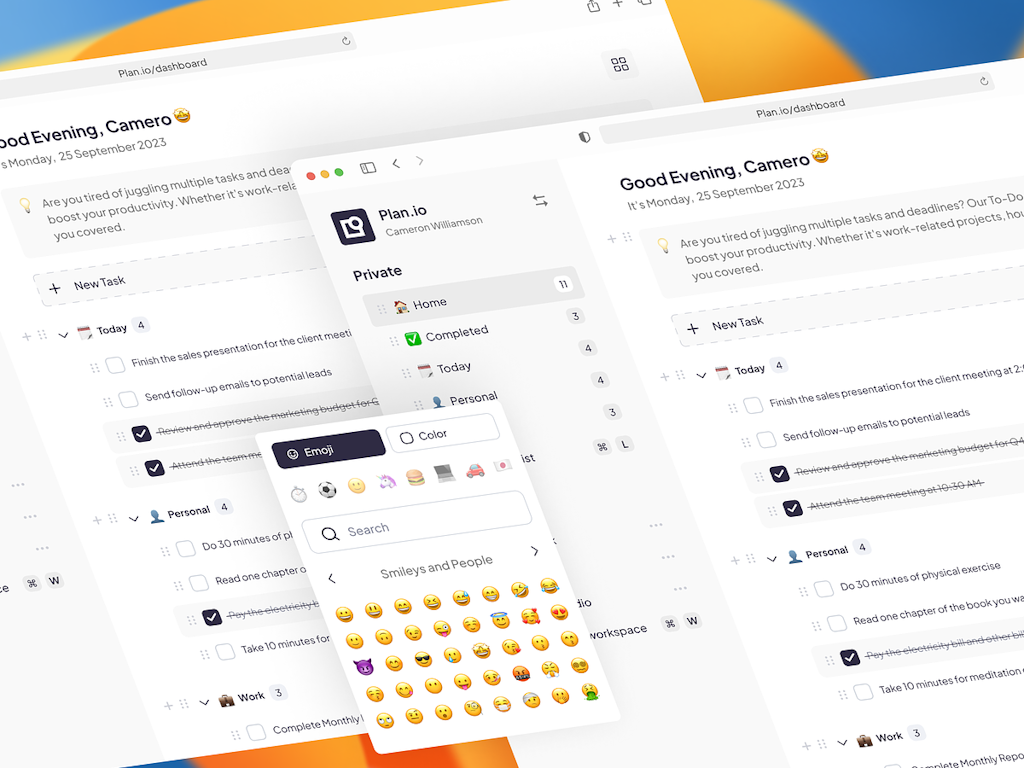 Plan.io/dashboard
ood Evening, Camero
s Monday, 25 September 2023
Are you tired of juggling multiple tasks and dea
boost your productivity. Whether it's work-rela
you covered.
New Task
Today 4
Finish the sales presentation for the client meeti
Send follow-up emails to potential leads
Review and approve the marketing budget for Q
Attend the team m
Personal 4
Do 30 minutes of pl
Read one chapter o
Pay the electricity b
Take 10 minutes for
Work 3
Complete Monthly
⌘ W
Plan.io
Cameron Williamson
Private
Home 11
Completed 3
Today 4
Personal 4
3
ist ⌘ L
dio
workspace ⌘ W
Emoji
Color
Search
Smileys and People
Plan.io/dashboard
Good Evening, Camero
It's Monday, 25 September 2023
Are you tired of juggling multiple tasks and deadlines? Our To-Do
boost your productivity. Whether it's work-related projects, hou
you covered.
New Task
Today 4
Finish the sales presentation for the client meeting at 2:
Send follow-up emails to potential leads
Review and approve the marketing budget for Q4
Attend the team meeting at 10:30 AM
Personal 4
Do 30 minutes of physical exercise
Read one chapter of the book you wa
Pay the electricity bill and other bill
Take 10 minutes for meditation
Work 3
Complete Monthly Repo